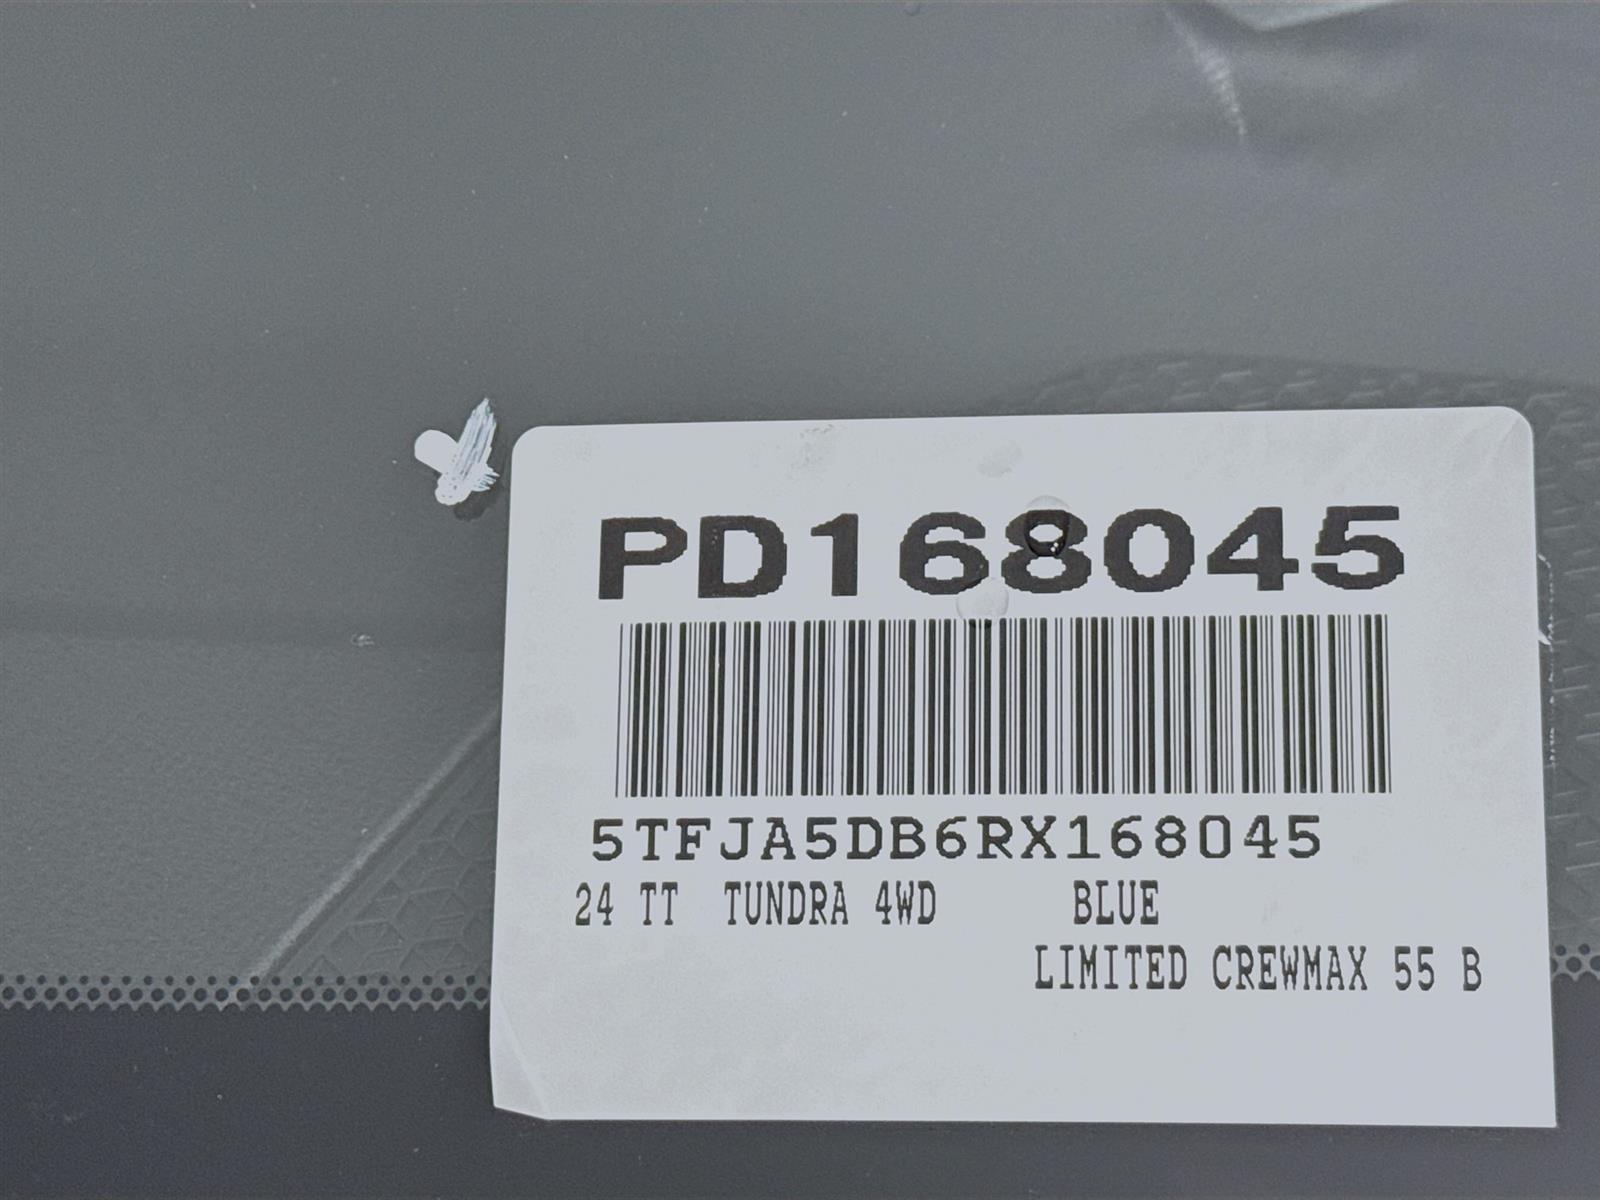 PD168045
5TFJA5DB6RX168045
24 TT TUNDRA 4WD BLUE
LIMITED CREWMAX 55 B